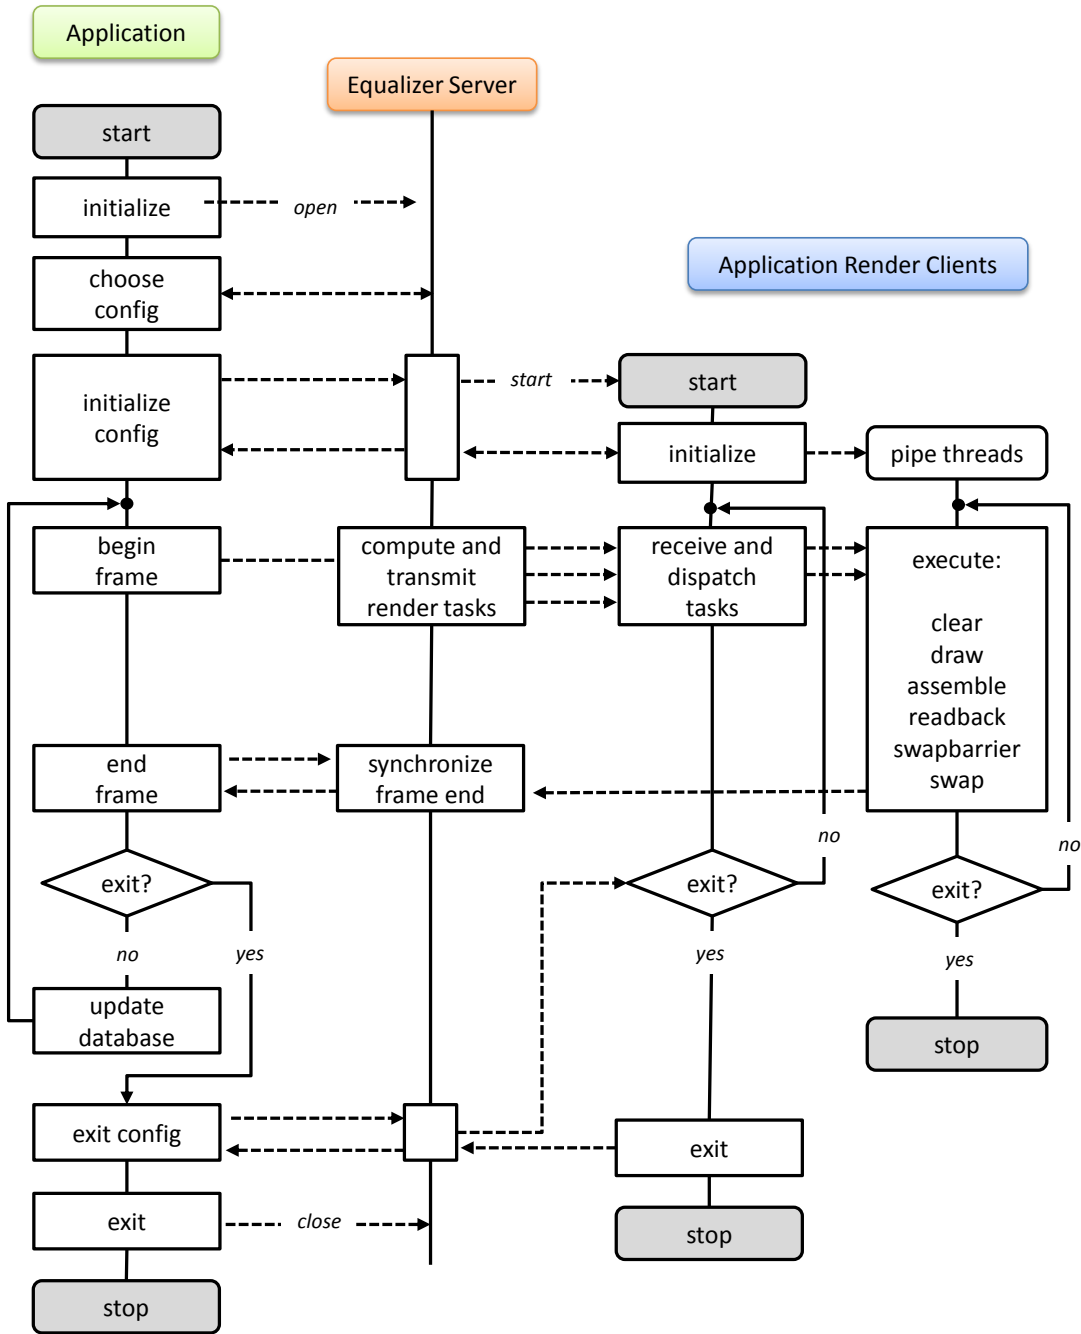 Application
Equalizer Server
start
initialize
open
choose
config
Application Render Clients
initialize
config
start
start
initialize
pipe threads
begin
frame
compute and
transmit
render tasks
receive and
dispatch
tasks
execute:
clear
draw
assemble
readback
swapbarrier
swap
end
frame
synchronize
frame end
no
no
exit?
exit?
exit?
no
yes
yes
yes
update
database
stop
exit config
exit
exit
close
stop
stop